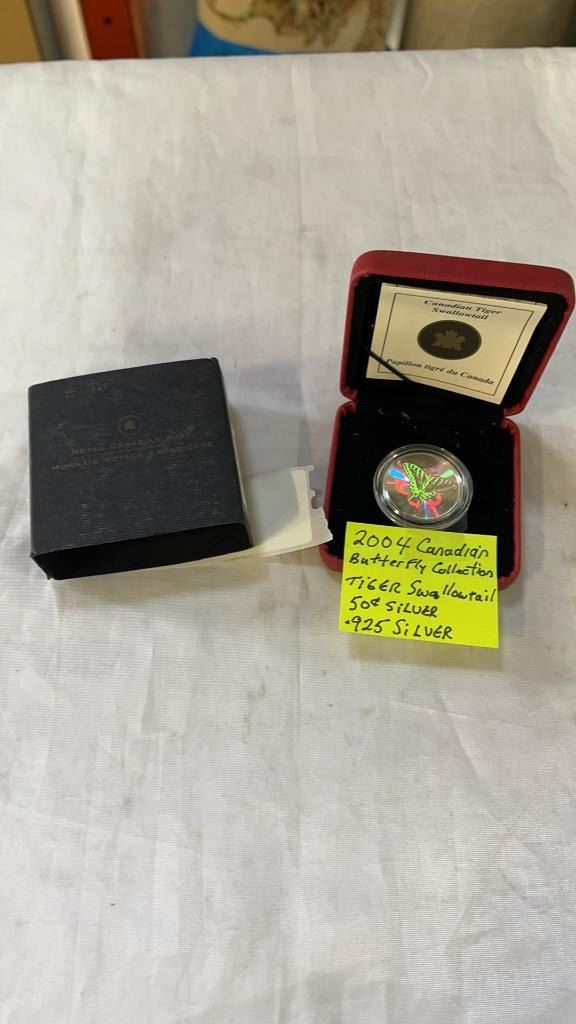 Canadian Tiger
Swallowtail
Papillon tigré du Canada
ROYAL CANADIAN MINT
MONNAIE ROYALE CANADIENNE
2004 Canadian
Butterfly Collection
TIGER Swallowtail
50¢ SILVER
.925 SILVER